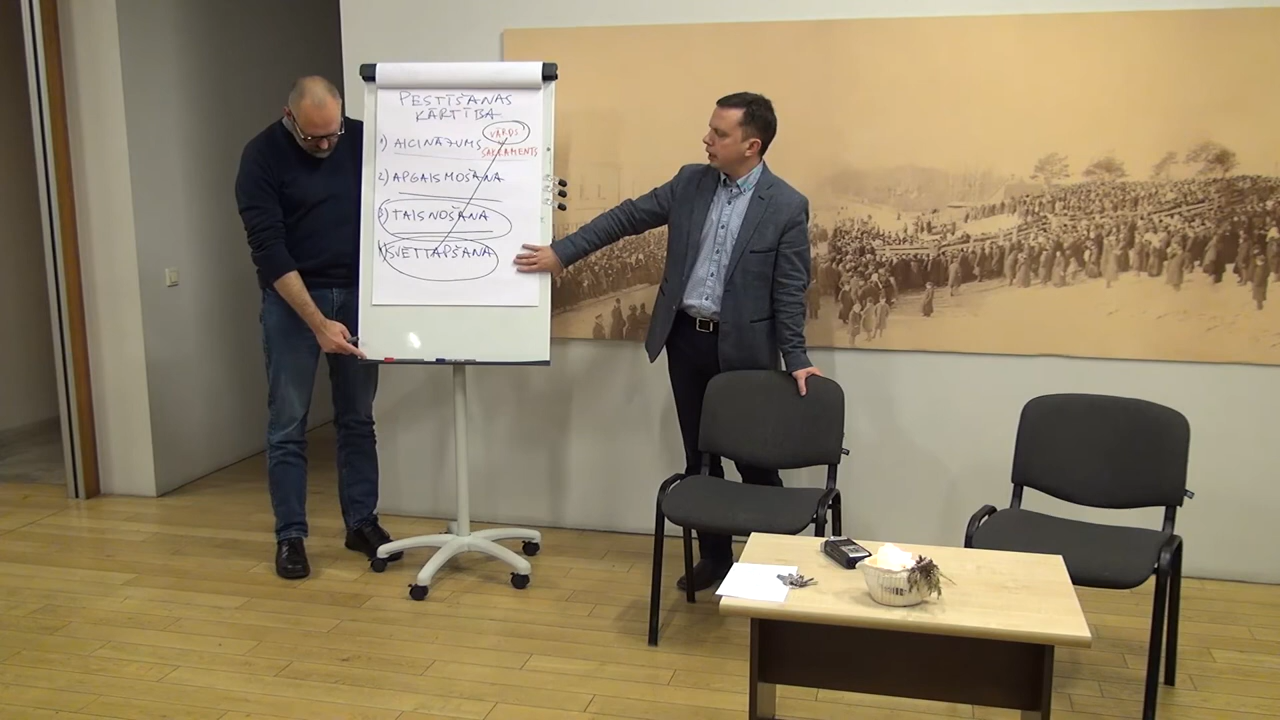 PESTĪŠANAS
KĀRTĪBA
1) AICINĀJUMS VĀRDS
SAKRAMENTS
2) APGAISMOŠANA
3) TAISNOŠANA
4) SVĒTTAPŠANA